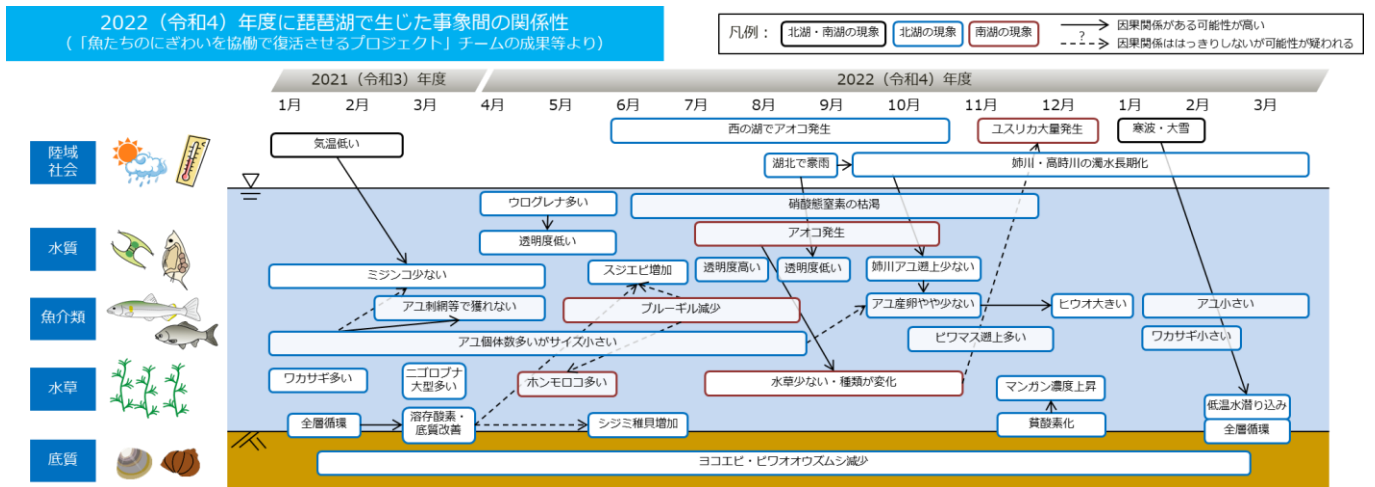 2022（令和4）年度に琵琶湖で生じた事象間の関係性
（「魚たちのにぎわいを協働で復活させるプロジェクト」チームの成果等より）
凡例：
北湖・南湖の現象
北湖の現象
南湖の現象
因果関係がある可能性が高い
?
因果関係ははっきりしないが可能性が疑われる
2021（令和3）年度
2022（令和4）年度
1月
2月
3月
4月
5月
6月
7月
8月
9月
10月
11月
12月
1月
2月
3月
陸域
社会
西の湖でアオコ発生
ユスリカ大量発生
寒波・大雪
気温低い
湖北で豪雨
姉川・高時川の濁水長期化
水質
ウログレナ多い
硝酸態窒素の枯渇
透明度低い
アオコ発生
ミジンコ少ない
スジエビ増加
透明度高い
透明度低い
姉川アユ遡上少ない
魚介類
アユ刺網等で獲れない
ブルーギル減少
アユ産卵やや少ない
ヒウオ大きい
アユ小さい
アユ個体数多いがサイズ小さい
ビワマス遡上多い
ワカサギ小さい
水草
ワカサギ多い
ニゴロブナ
大型多い
ホンモロコ多い
水草少ない・種類が変化
マンガン濃度上昇
低温水潜り込み
全層循環
溶存酸素・
底質改善
シジミ稚貝増加
貧酸素化
全層循環
底質
ヨコエビ・ビワオオウズムシ減少